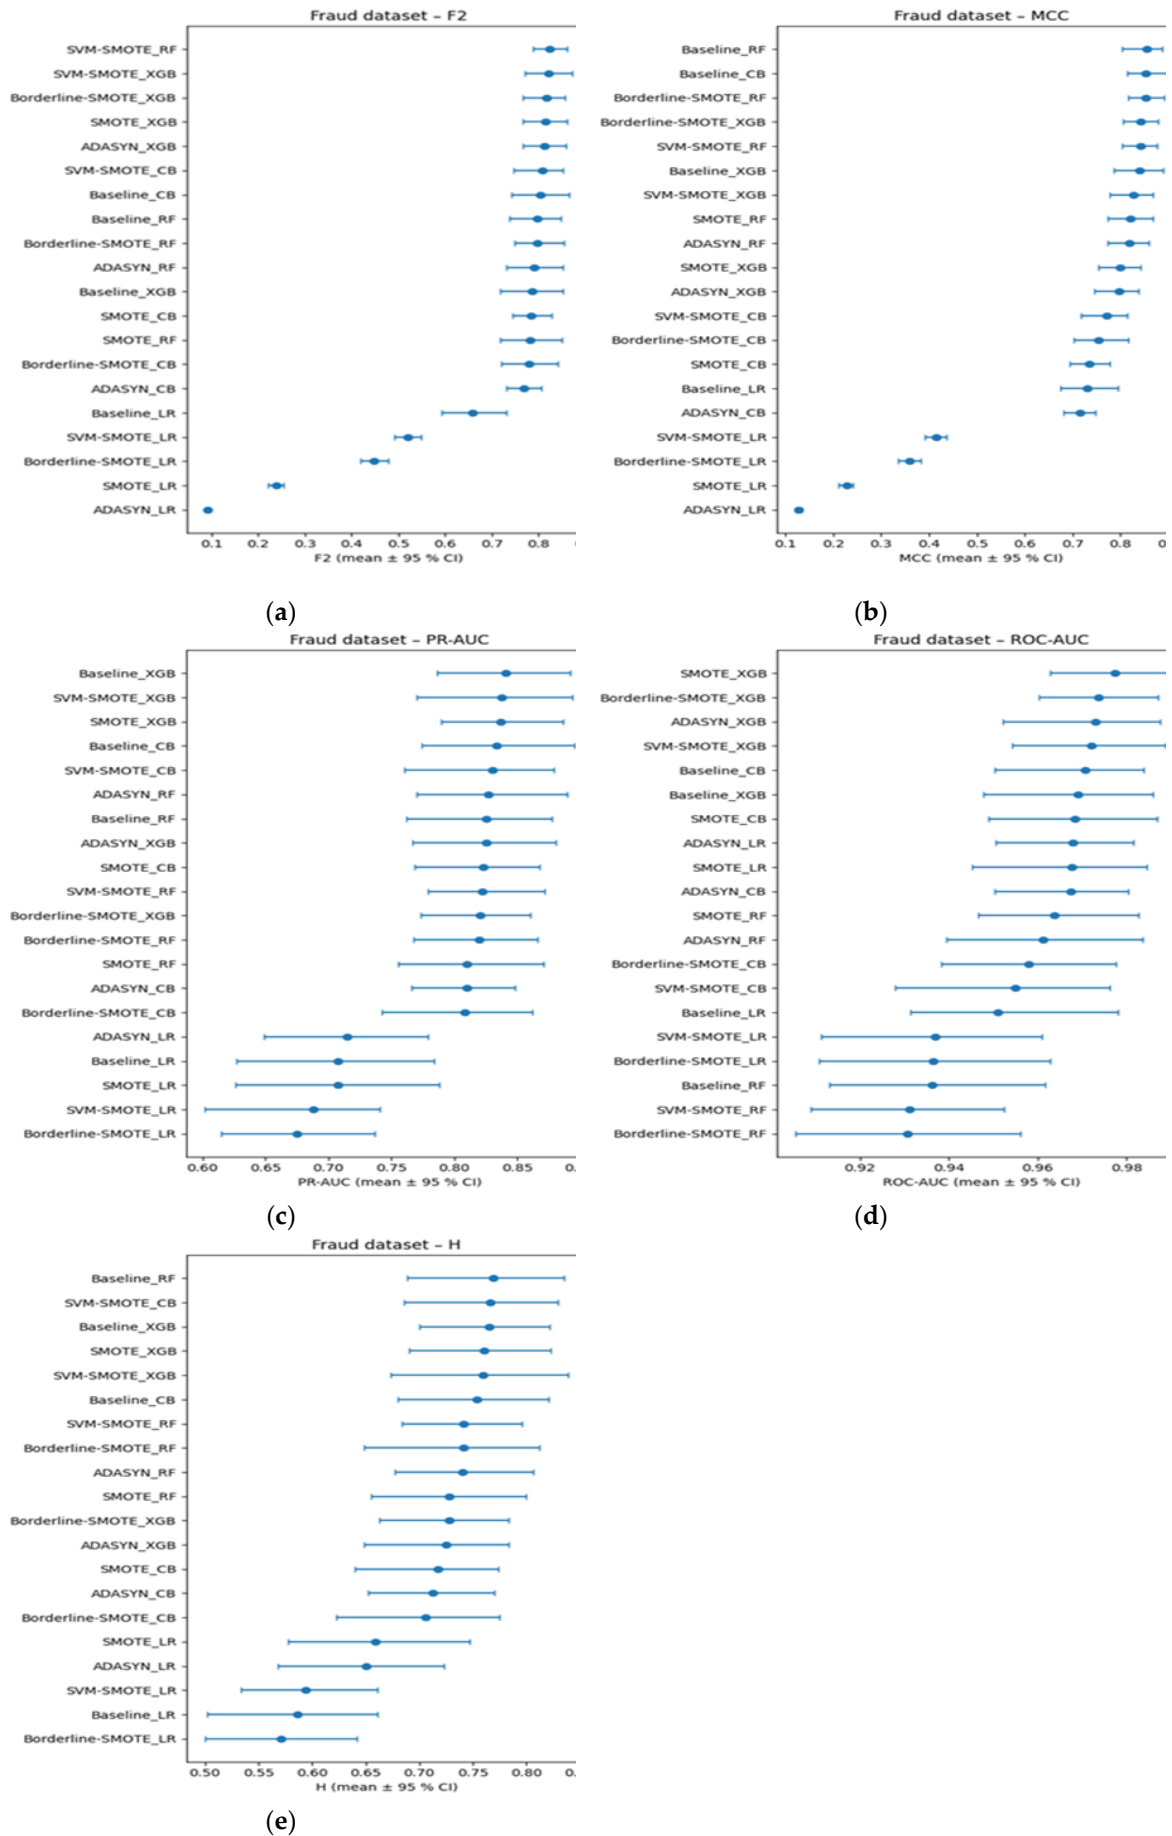 Fraud dataset – F2
SVM-SMOTE_RF
SVM-SMOTE_XGB
Borderline-SMOTE_XGB
SMOTE_XGB
ADASYN_XGB
SVM-SMOTE_CB
Baseline_CB
Baseline_RF
Borderline-SMOTE_RF
ADASYN_RF
Baseline_XGB
SMOTE_CB
SMOTE_RF
Borderline-SMOTE_CB
ADASYN_CB
Baseline_LR
SVM-SMOTE_LR
Borderline-SMOTE_LR
SMOTE_LR
ADASYN_LR
0.1 0.2 0.3 0.4 0.5 0.6 0.7 0.8
F2 (mean ± 95 % CI)
(a)
Fraud dataset – MCC
Baseline_RF
Baseline_CB
Borderline-SMOTE_RF
Borderline-SMOTE_XGB
SVM-SMOTE_RF
Baseline_XGB
SVM-SMOTE_XGB
SMOTE_RF
ADASYN_RF
SMOTE_XGB
ADASYN_XGB
SVM-SMOTE_CB
Borderline-SMOTE_CB
SMOTE_CB
Baseline_LR
ADASYN_CB
SVM-SMOTE_LR
Borderline-SMOTE_LR
SMOTE_LR
ADASYN_LR
0.1 0.2 0.3 0.4 0.5 0.6 0.7 0.8
MCC (mean ± 95 % CI)
(b)
Fraud dataset – PR-AUC
Baseline_XGB
SVM-SMOTE_XGB
SMOTE_XGB
Baseline_CB
SVM-SMOTE_CB
ADASYN_RF
Baseline_RF
ADASYN_XGB
SMOTE_CB
SVM-SMOTE_RF
Borderline-SMOTE_XGB
Borderline-SMOTE_RF
SMOTE_RF
ADASYN_CB
Borderline-SMOTE_CB
ADASYN_LR
Baseline_LR
SMOTE_LR
SVM-SMOTE_LR
Borderline-SMOTE_LR
0.60 0.65 0.70 0.75 0.80 0.85
PR-AUC (mean ± 95 % CI)
(c)
Fraud dataset – ROC-AUC
SMOTE_XGB
Borderline-SMOTE_XGB
ADASYN_XGB
SVM-SMOTE_XGB
Baseline_CB
Baseline_XGB
SMOTE_CB
ADASYN_LR
SMOTE_LR
ADASYN_CB
SMOTE_RF
ADASYN_RF
Borderline-SMOTE_CB
SVM-SMOTE_CB
Baseline_LR
SVM-SMOTE_LR
Borderline-SMOTE_LR
Baseline_RF
SVM-SMOTE_RF
Borderline-SMOTE_RF
0.92 0.94 0.96 0.98
ROC-AUC (mean ± 95 % CI)
(d)
Fraud dataset – H
Baseline_RF
SVM-SMOTE_CB
Baseline_XGB
SMOTE_XGB
SVM-SMOTE_XGB
Baseline_CB
SVM-SMOTE_RF
Borderline-SMOTE_RF
ADASYN_RF
SMOTE_RF
Borderline-SMOTE_XGB
ADASYN_XGB
SMOTE_CB
ADASYN_CB
Borderline-SMOTE_CB
SMOTE_LR
ADASYN_LR
SVM-SMOTE_LR
Baseline_LR
Borderline-SMOTE_LR
0.50 0.55 0.60 0.65 0.70 0.75 0.80
H (mean ± 95 % CI)
(e)